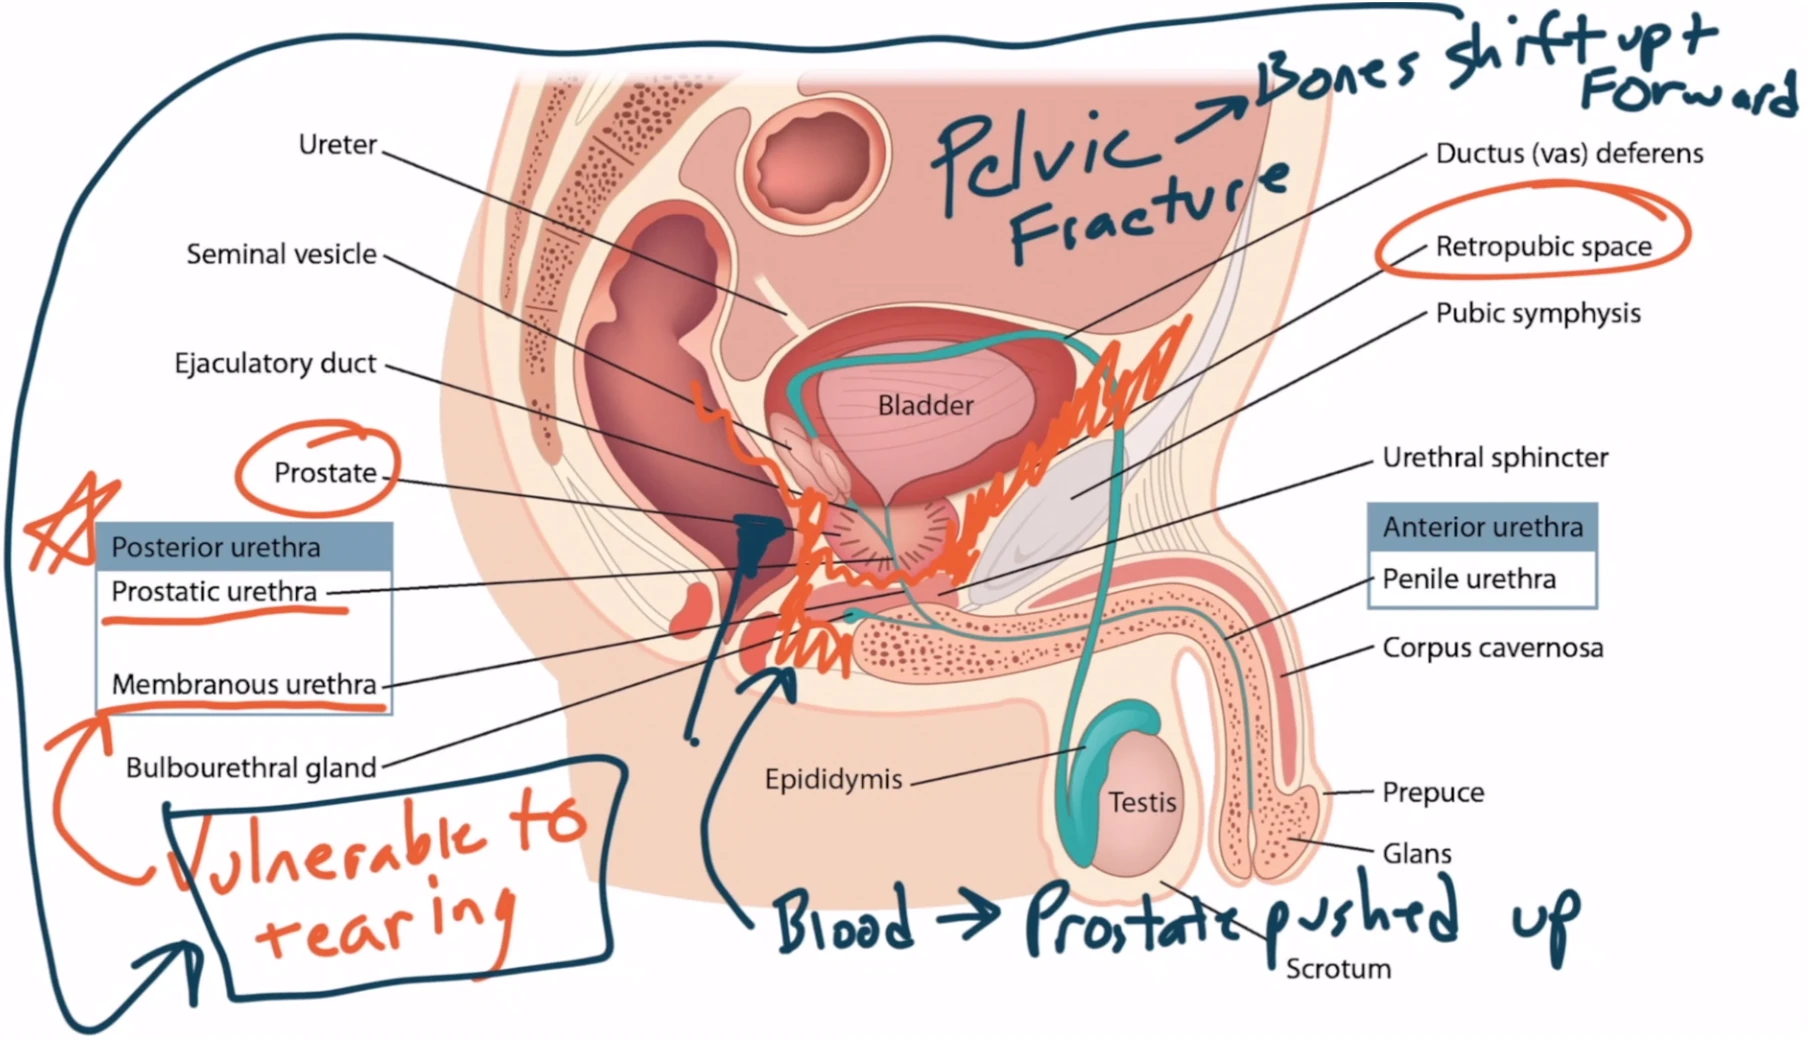 Bones shift up +
Forward
Pelvic →
Fracture
Ureter
Seminal vesicle
Ejaculatory duct
Prostate
Posterior urethra
Prostatic urethra
Membranous urethra
Bulbourethral gland
Vulnerable to
tearing
Bladder
Epididymis
Testis
Ductus (vas) deferens
Retropubic space
Pubic symphysis
Urethral sphincter
Anterior urethra
Penile urethra
Corpus cavernosa
Prepuce
Glans
Blood → Prostate pushed up
Scrotum